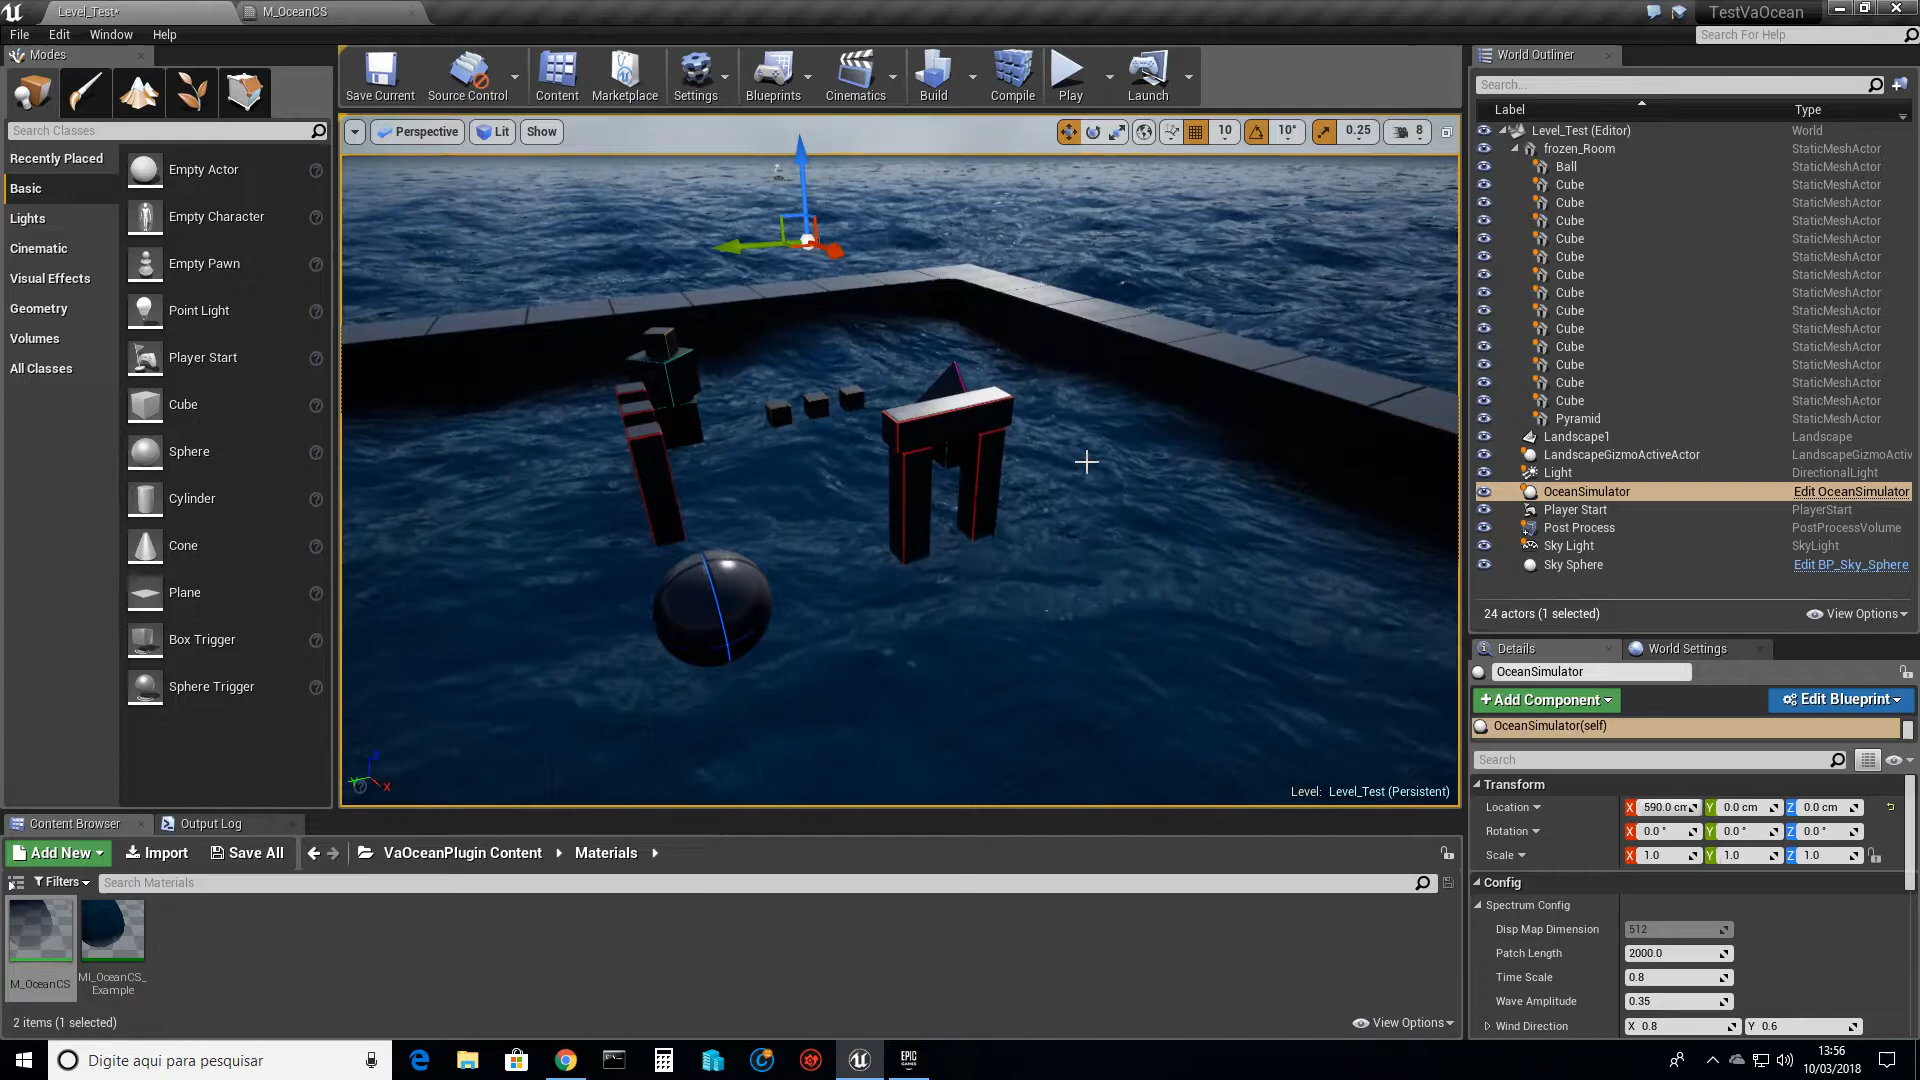 Level_Test*
M_OceanCS
TestVaOcean
File
Edit
Window
Help
Search For Help
Modes
Save Current
Source Control
Content
Marketplace
Settings
Blueprints
Cinematics
Build
Compile
Play
Launch
Search Classes
Recently Placed
Basic
Lights
Cinematic
Visual Effects
Geometry
Volumes
All Classes
Empty Actor
Empty Character
Empty Pawn
Point Light
Player Start
Cube
Sphere
Cylinder
Cone
Plane
Box Trigger
Sphere Trigger
Perspective
Lit
Show
10
10°
0.25
8
Level: Level_Test (Persistent)
Z
Y
X
World Outliner
Search...
Label
Type
Level_Test (Editor) World
frozen_Room StaticMeshActor
Ball StaticMeshActor
Cube StaticMeshActor
Cube StaticMeshActor
Cube StaticMeshActor
Cube StaticMeshActor
Cube StaticMeshActor
Cube StaticMeshActor
Cube StaticMeshActor
Cube StaticMeshActor
Cube StaticMeshActor
Cube StaticMeshActor
Cube StaticMeshActor
Cube StaticMeshActor
Cube StaticMeshActor
Pyramid StaticMeshActor
Landscape1 Landscape
LandscapeGizmoActiveActor LandscapeGizmoActiv
Light DirectionalLight
OceanSimulator Edit OceanSimulator
Player Start PlayerStart
Post Process PostProcessVolume
Sky Light SkyLight
Sky Sphere Edit BP_Sky_Sphere
24 actors (1 selected)
View Options
Details
World Settings
OceanSimulator
+Add Component
Edit Blueprint
OceanSimulator(self)
Search
Transform
Location X 590.0 cm Y 0.0 cm Z 0.0 cm
Rotation X 0.0 ° Y 0.0 ° Z 0.0 °
Scale X 1.0 Y 1.0 Z 1.0
Config
Spectrum Config
Disp Map Dimension 512
Patch Length 2000.0
Time Scale 0.8
Wave Amplitude 0.35
Wind Direction X 0.8 Y 0.6
Content Browser
Output Log
Add New
Import
Save All
VaOceanPlugin Content
Materials
Filters
Search Materials
M_OceanCS
MI_OceanCS_
Example
2 items (1 selected)
View Options
Digite aqui para pesquisar
EPIC
GAMES
13:56
10/03/2018